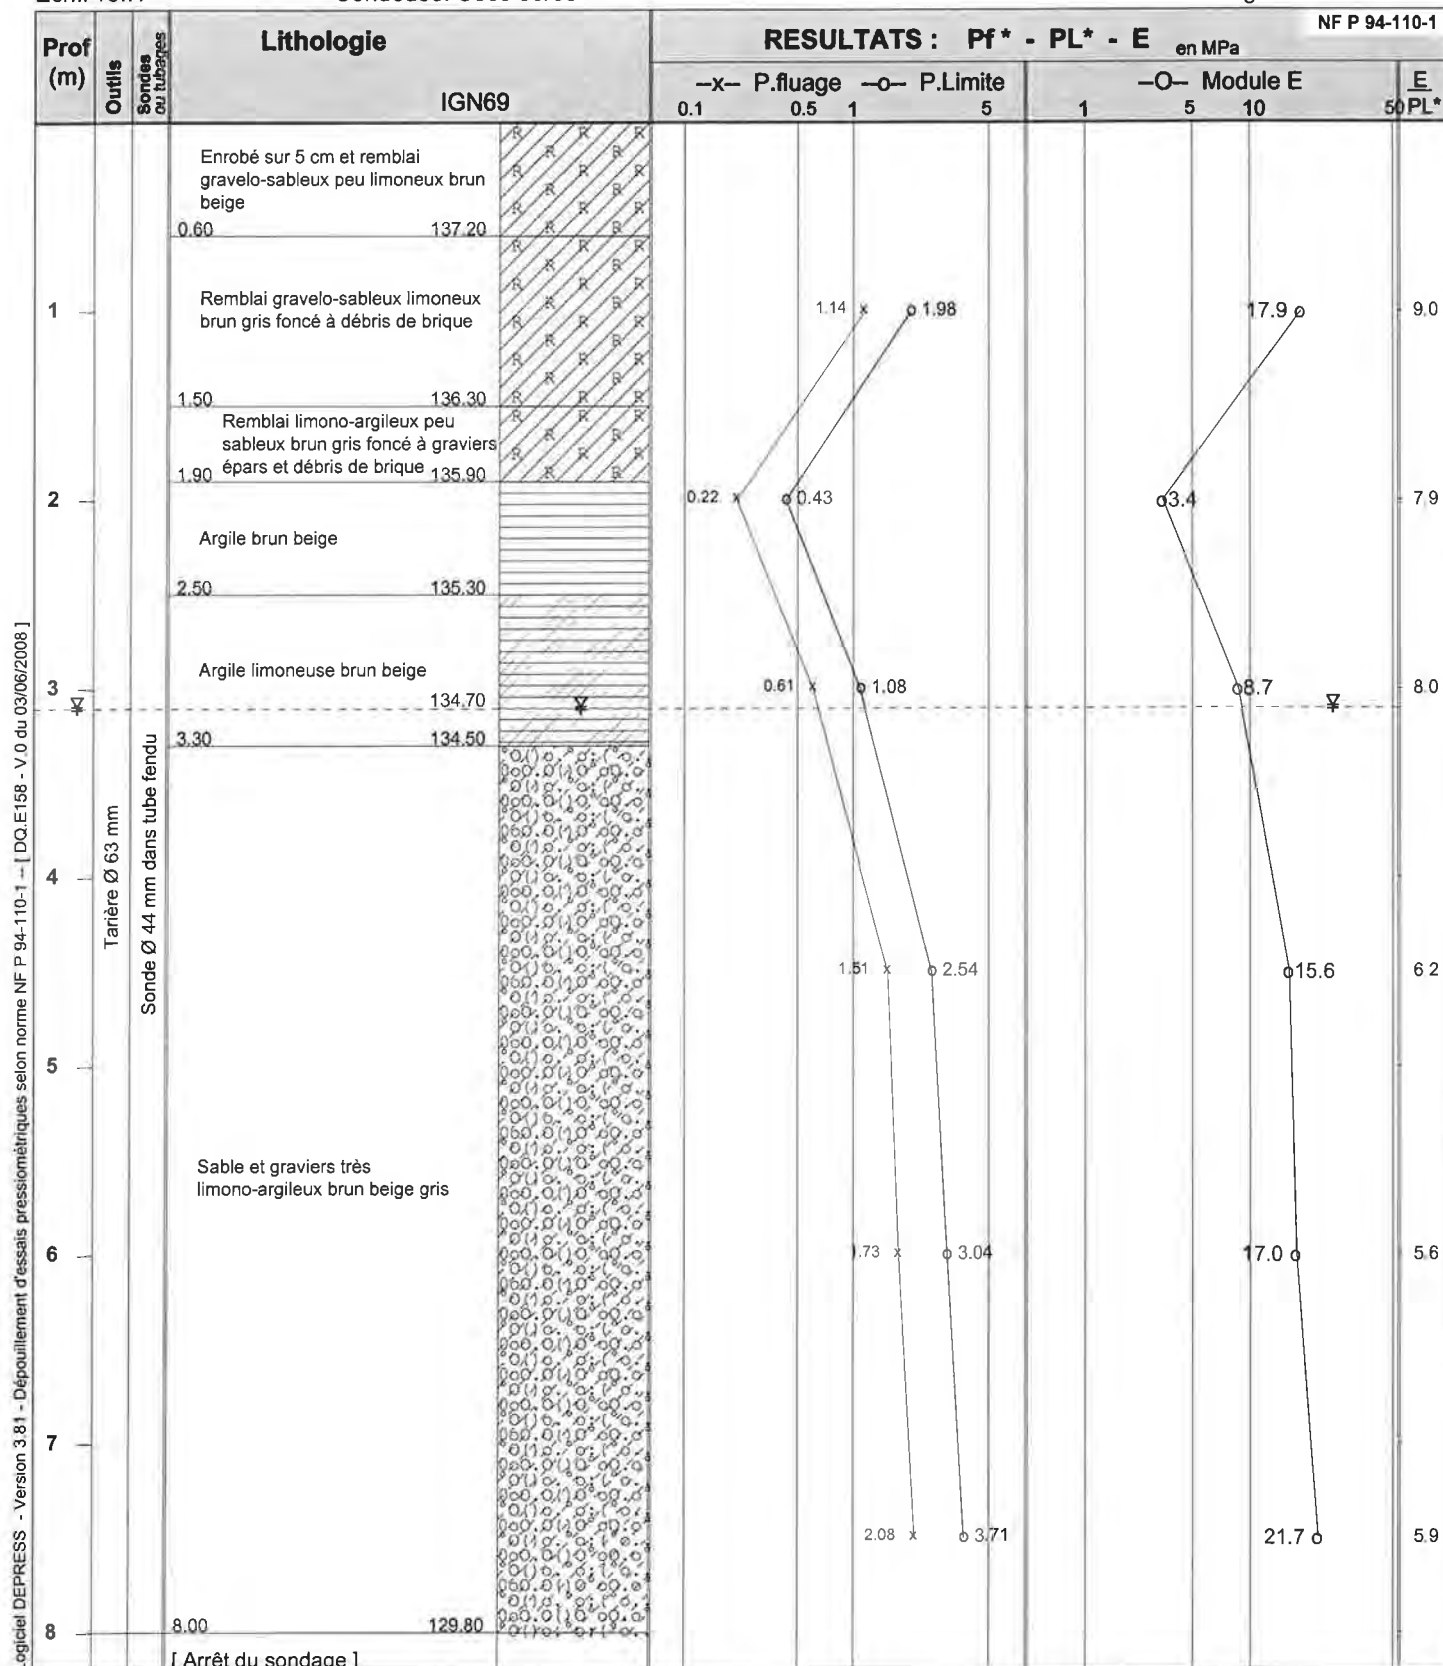 NF P 94-110-1
Prof
(m)
Outils
Sondes
ou tubages
Lithologie
IGN69
RESULTATS : Pf* - PL* - E en MPa
--x-- P.fluage --o-- P.Limite
--O-- Module E
E
PL*
0.1 0.5 1 5
1 5 10 50
Enrobé sur 5 cm et remblai
gravelo-sableux peu limoneux brun
beige
0.60 137.20
Remblai gravelo-sableux limoneux
brun gris foncé à débris de brique
1 1.14 1.98 17.9 9.0
1.50 136.30
Remblai limono-argileux peu
sableux brun gris foncé à graviers
épars et débris de brique
1.90 135.90
2 0.22 0.43 3.4 7.9
Argile brun beige
2.50 135.30
Argile limoneuse brun beige
3 0.61 1.08 8.7 8.0
134.70
3.30 134.50
Tarière Ø 63 mm
Sonde Ø 44 mm dans tube fendu
4
1.51 2.54 15.6 6 2
5
Sable et graviers très
limono-argileux brun beige gris
6 1.73 3.04 17.0 5.6
7
2.08 3.71 21.7 5.9
8 8.00 129.80
[ Arrêt du sondage ]
ogiciel DEPRESS - Version 3.81 - Dépouillement d'essais pressiométriques selon norme NF P 94-110-1 -- [ DQ.E158 - V.0 du 03/06/2008 ]